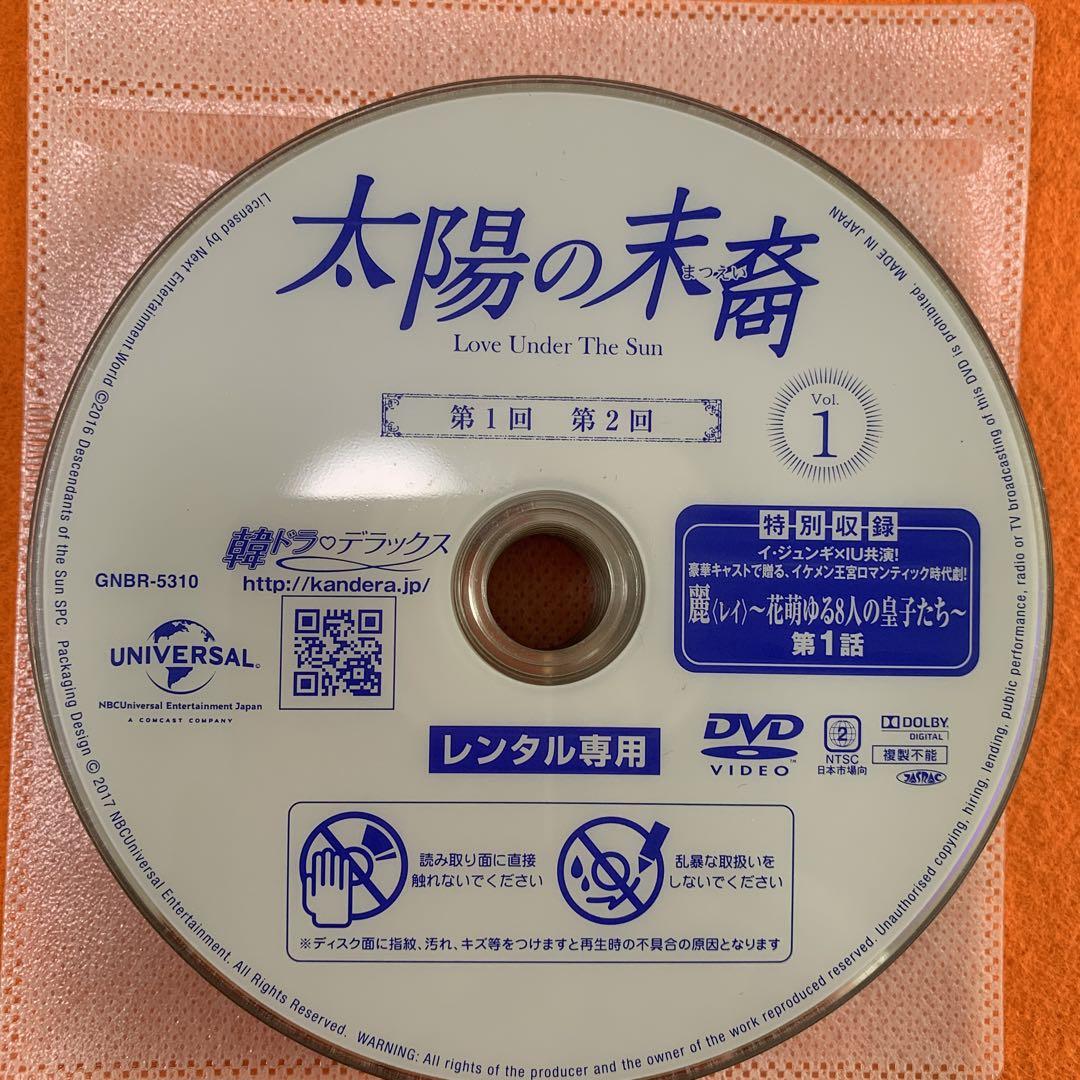 太陽の末裔
まつえい
Love Under The Sun
第1回 第2回
Vol.
1
特別収録
イ・ジュンギ×IU共演!
豪華キャストで贈る、イケメン王宮ロマンティック時代劇!
麗〈レイ〉〜花萌ゆる8人の皇子たち〜
第1話
韓ドラ♡デラックス
http://kandera.jp/
GNBR-5310
UNIVERSAL
NBCUniversal Entertainment Japan
A COMCAST COMPANY
レンタル専用
DVD
VIDEO
2
NTSC
日本市場向
DOLBY
DIGITAL
複製不能
JASRAC
読み取り面に直接
触れないでください
乱暴な取扱いを
しないでください
※ディスク面に指紋、汚れ、キズ等をつけますと再生時の不具合の原因となります
Licensed by Next Entertainment World ©2016 Descendants of the Sun SPC Packaging Design © 2017 NBCUniversal Entertainment. All Rights Reserved. WARNING: All rights of the producer and the owner of the work reproduced reserved. Unauthorised copying, hiring, lending, public performance, radio or TV broadcasting of this DVD is prohibited. MADE IN JAPAN